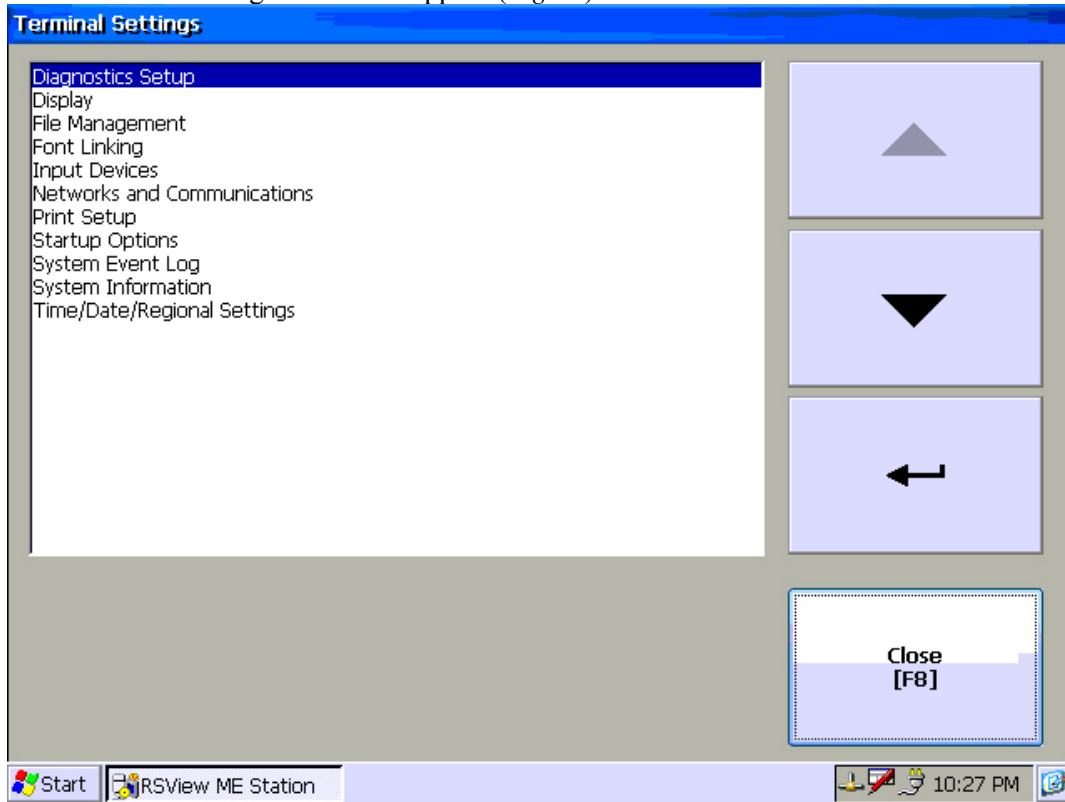 Terminal Settings
Diagnostics Setup
Display
File Management
Font Linking
Input Devices
Networks and Communications
Print Setup
Startup Options
System Event Log
System Information
Time/Date/Regional Settings
Close
[F8]
Start
RSView ME Station
10:27 PM